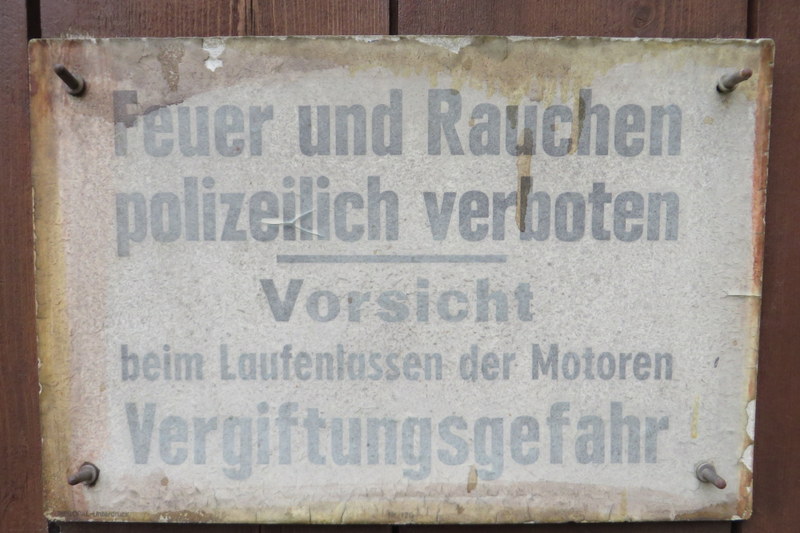 Feuer und Rauchen
polizeilich verboten
Vorsicht
beim Laufenlassen der Motoren
Vergiftungsgefahr